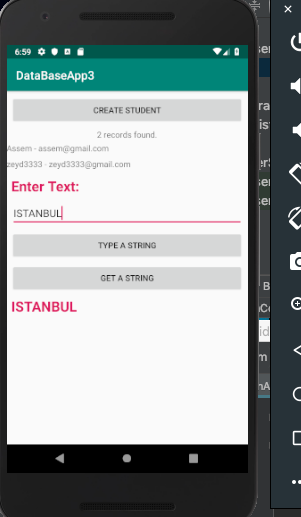 6:59
DataBaseApp3
CREATE STUDENT
2 records found.
Assem - assem@gmail.com
zeyd3333 - zeyd3333@gmail.com
Enter Text:
ISTANBUL
TYPE A STRING
GET A STRING
ISTANBUL